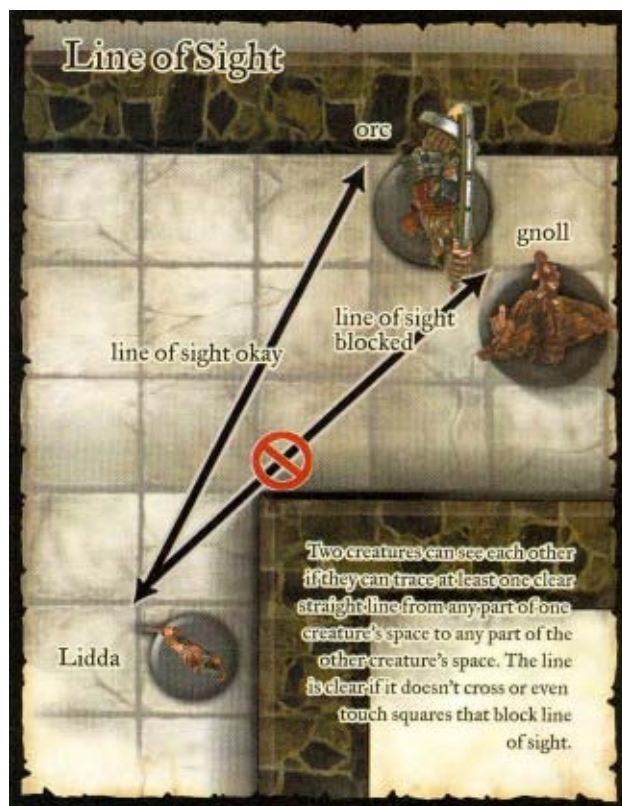 Line of Sight
orc
gnoll
line of sight okay
line of sight
blocked
Lidda
Two creatures can see each other
if they can trace at least one clear
straight line from any part of one
creature's space to any part of the
other creature's space. The line
is clear if it doesn't cross or even
touch squares that block line
of sight.